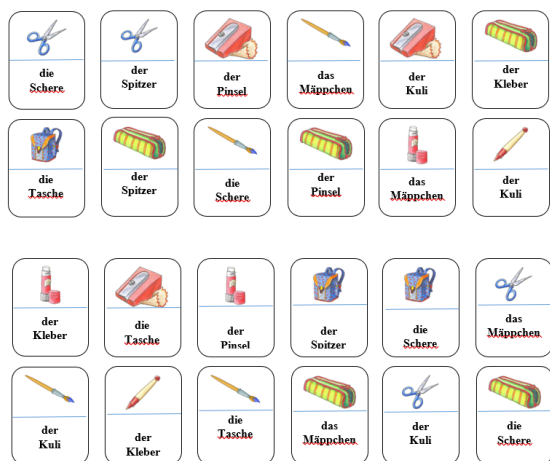 die
Schere
der
Spitzer
der
Pinsel
das
Mäppchen
der
Kuli
der
Kleber
die
Tasche
der
Spitzer
die
Schere
der
Pinsel
das
Mäppchen
der
Kuli
der
Kleber
die
Tasche
der
Pinsel
der
Spitzer
die
Schere
das
Mäppchen
der
Kuli
der
Kleber
die
Tasche
das
Mäppchen
der
Kuli
die
Schere